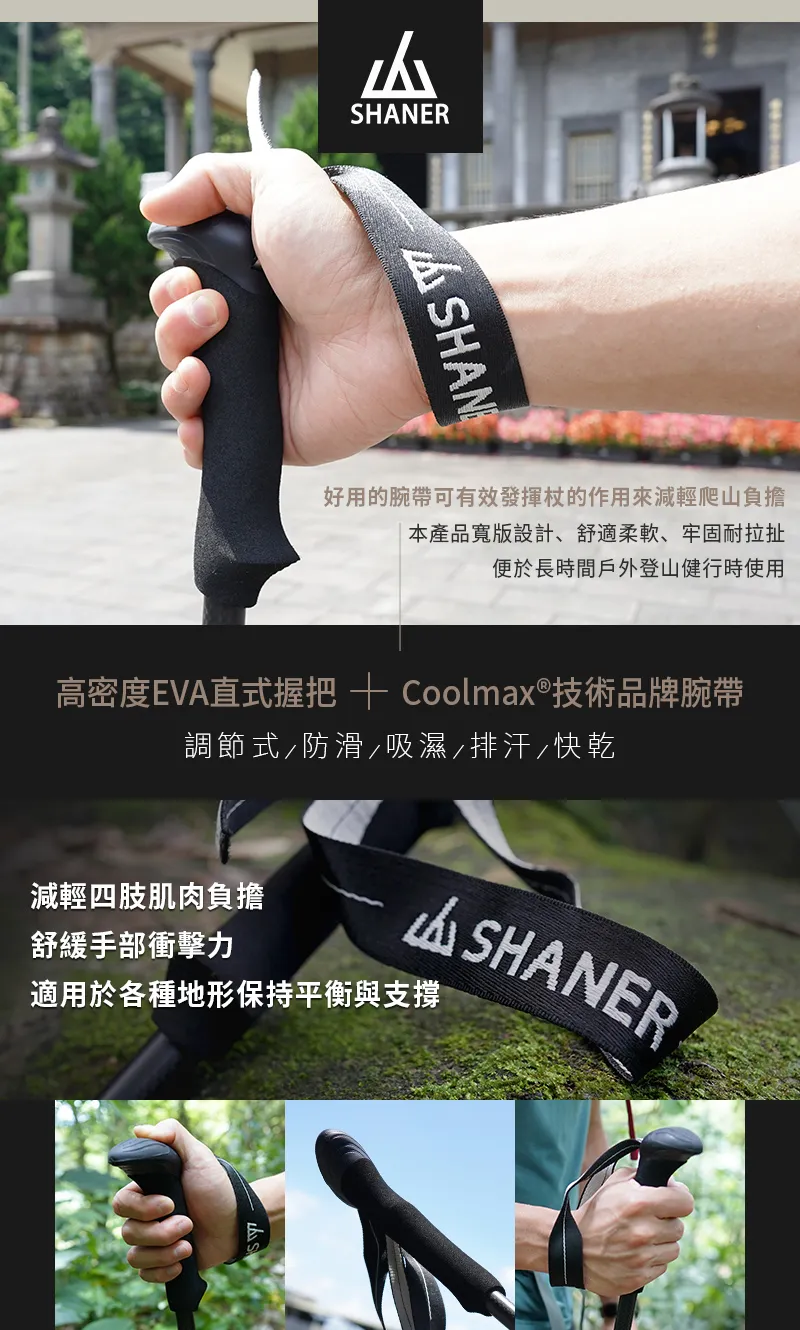 SHANER
SHAN
好用的腕帶可有效發揮杖的作用來減輕爬山負擔
本產品寬版設計、舒適柔軟、牢固耐拉扯
便於長時間戶外登山健行時使用
高密度EVA直式握把 + Coolmax®技術品牌腕帶
調節式/防滑/吸濕/排汗/快乾
減輕四肢肌肉負擔
舒緩手部衝擊力
適用於各種地形保持平衡與支撐
SHANER